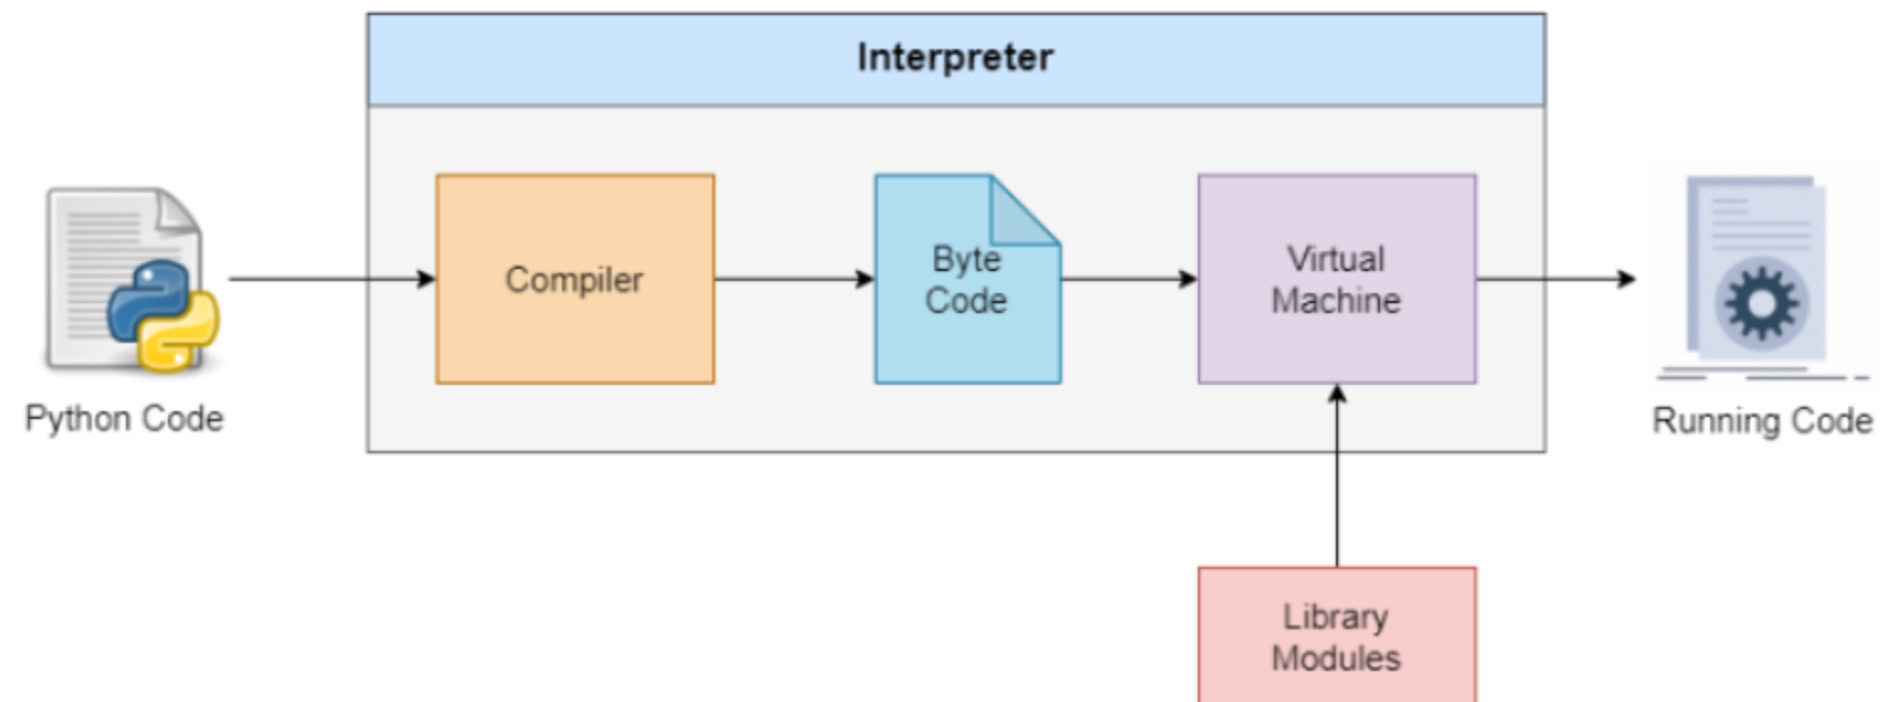 Interpreter
Python Code
Compiler
Byte
Code
Virtual
Machine
Running Code
Library
Modules